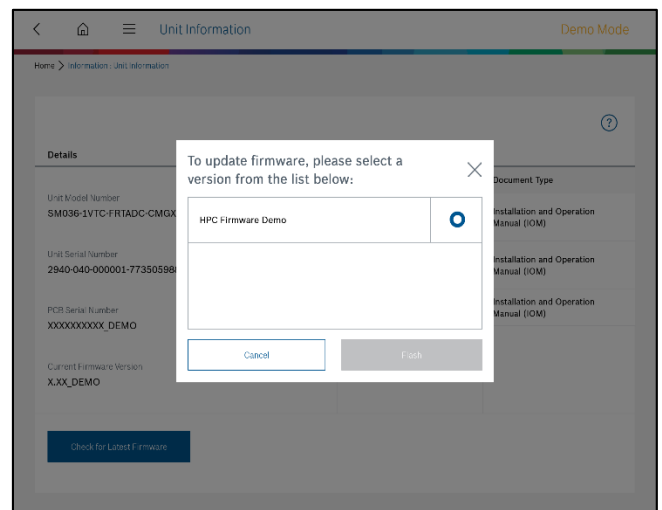 Unit Information
Demo Mode
Home > Information : Unit Information
Details
Document Type
Unit Model Number
SM036-1VTC-FRTADC-CMGX
Installation and Operation
Manual (IOM)
Unit Serial Number
2940-040-000001-7735059
Installation and Operation
Manual (IOM)
PCB Serial Number
XXXXXXXXXX_DEMO
Installation and Operation
Manual (IOM)
Current Firmware Version
X.XX_DEMO
Check for Latest Firmware
To update firmware, please select a
version from the list below:
HPC Firmware Demo
Cancel
Flash